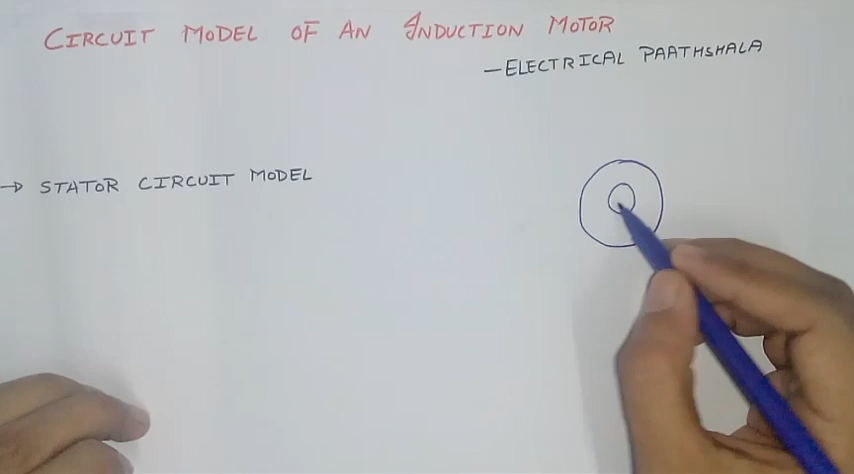 CIRCUIT MODEL OF AN INDUCTION MOTOR
- ELECTRICAL PAATHSHALA
→ STATOR CIRCUIT MODEL